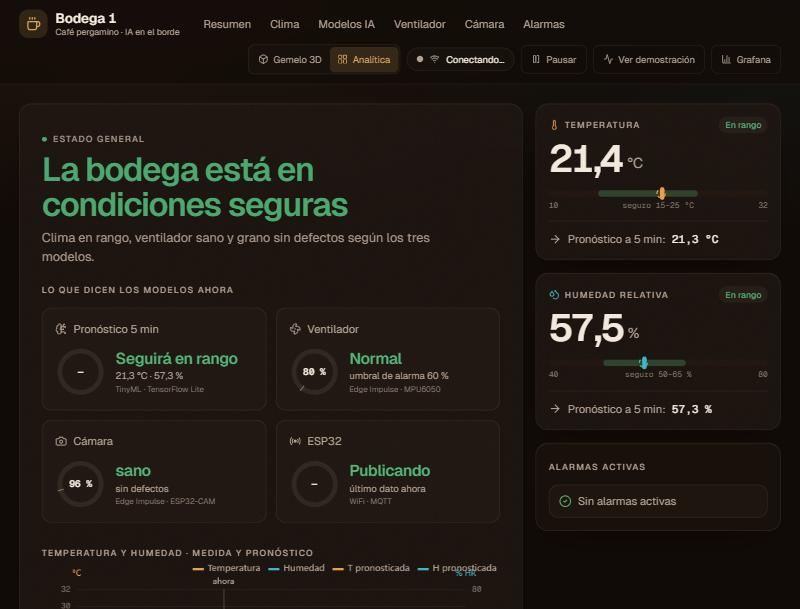 Bodega 1
Café pergamino · IA en el borde
Resumen Clima Modelos IA Ventilador Cámara Alarmas
Gemelo 3D Analítica Conectando… Pausar Ver demostración Grafana
ESTADO GENERAL
La bodega está en
condiciones seguras
Clima en rango, ventilador sano y grano sin defectos según los tres
modelos.
LO QUE DICEN LOS MODELOS AHORA
Pronóstico 5 min
–
Seguirá en rango
21,3 °C · 57,3 %
TinyML · TensorFlow Lite
Ventilador
80 %
Normal
umbral de alarma 60 %
Edge Impulse · MPU6050
Cámara
96 %
sano
sin defectos
Edge Impulse · ESP32-CAM
ESP32
–
Publicando
último dato ahora
WiFi · MQTT
TEMPERATURA Y HUMEDAD · MEDIDA Y PRONÓSTICO
°C Temperatura Humedad T pronosticada H pronosticada % HR
ahora
32 80
30
TEMPERATURA En rango
21,4 °C
10 seguro 15–25 °C 32
Pronóstico a 5 min: 21,3 °C
HUMEDAD RELATIVA En rango
57,5 %
40 seguro 50–65 % 80
Pronóstico a 5 min: 57,3 %
ALARMAS ACTIVAS
Sin alarmas activas